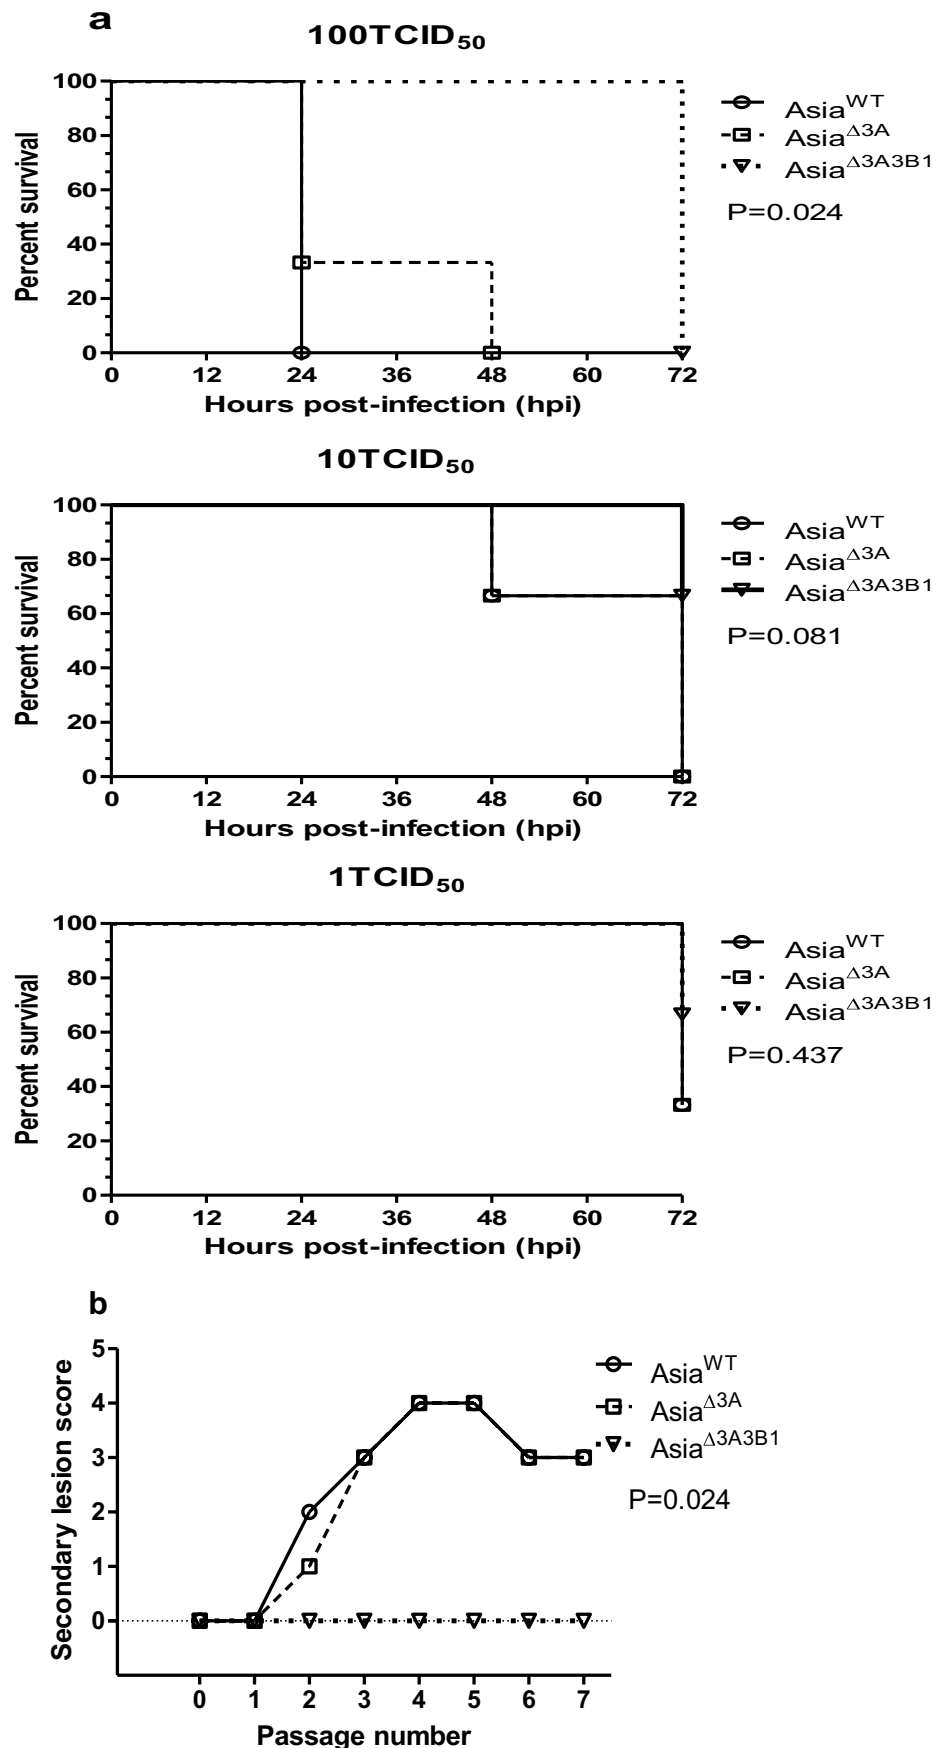 a
100TCID50
Percent survival
100
80
60
40
20
0
0 12 24 36 48 60 72
Hours post-infection (hpi)
AsiaWT
AsiaΔ3A
AsiaΔ3A3B1
P=0.024
10TCID50
Percent survival
100
80
60
40
20
0
0 12 24 36 48 60 72
Hours post-infection (hpi)
AsiaWT
AsiaΔ3A
AsiaΔ3A3B1
P=0.081
1TCID50
Percent survival
100
80
60
40
20
0
0 12 24 36 48 60 72
Hours post-infection (hpi)
AsiaWT
AsiaΔ3A
AsiaΔ3A3B1
P=0.437
b
Secondary lesion score
5
4
3
2
1
0
0 1 2 3 4 5 6 7
Passage number
AsiaWT
AsiaΔ3A
AsiaΔ3A3B1
P=0.024